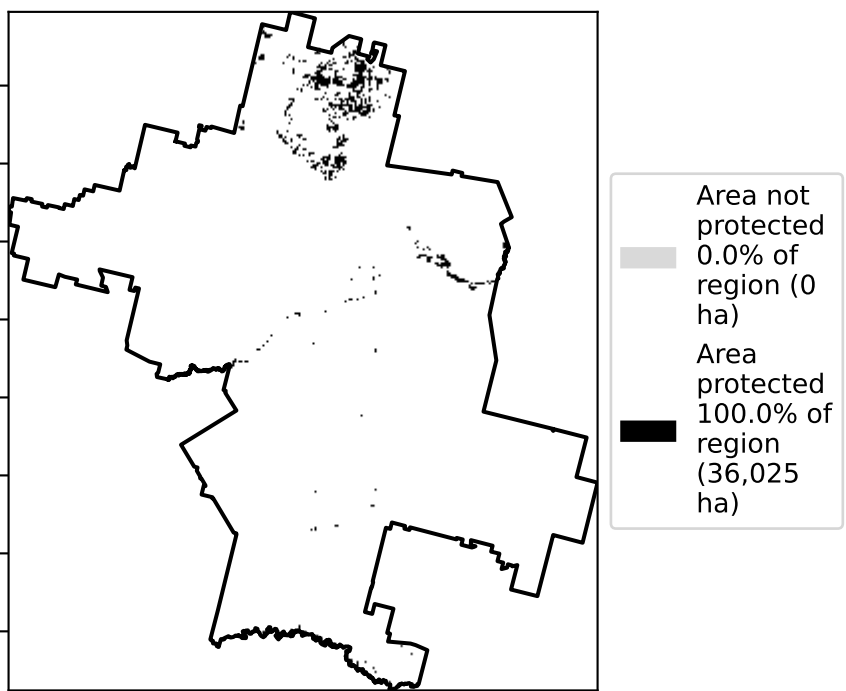 Area not
protected
0.0% of
region (0
ha)
Area
protected
100.0% of
region
(36,025
ha)